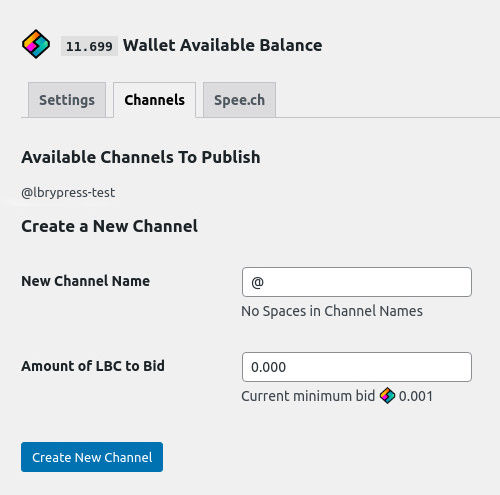 11.699 Wallet Available Balance
Settings Channels Spee.ch
Available Channels To Publish
@lbrypress-test
Create a New Channel
New Channel Name @
No Spaces in Channel Names
Amount of LBC to Bid 0.000
Current minimum bid 0.001
Create New Channel